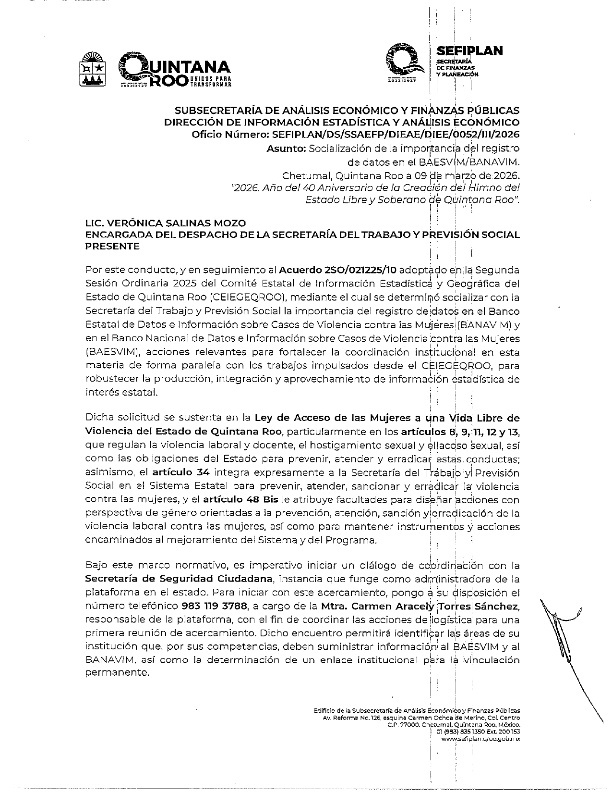 QUINTANA
ROO
ÚNICOS PARA
TRANSFORMAR
SEFIPLAN
SECRETARÍA
DE FINANZAS
Y PLANEACIÓN
SUBSECRETARÍA DE ANÁLISIS ECONÓMICO Y FINANZAS PÚBLICAS
DIRECCIÓN DE INFORMACIÓN ESTADÍSTICA Y ANÁLISIS ECONÓMICO
Oficio Número: SEFIPLAN/DS/SSAEFP/DIEAE/DIEE/0052/III/2026
Asunto: Socialización de la importancia del registro
de datos en el BAESVIM/BANAVIM.
Chetumal, Quintana Roo a 09 de marzo de 2026.
"2026, Año del 40 Aniversario de la Creación del Himno del
Estado Libre y Soberano de Quintana Roo".
LIC. VERÓNICA SALINAS MOZO
ENCARGADA DEL DESPACHO DE LA SECRETARÍA DEL TRABAJO Y PREVISIÓN SOCIAL
PRESENTE
Por este conducto, y en seguimiento al Acuerdo 2SO/021225/10 adoptado en la Segunda
Sesión Ordinaria 2025 del Comité Estatal de Información Estadística y Geográfica del
Estado de Quintana Roo (CEIEGEQROO), mediante el cual se determinó socializar con la
Secretaría del Trabajo y Previsión Social la importancia del registro de datos en el Banco
Estatal de Datos e Información sobre Casos de Violencia contra las Mujeres (BANAVIM) y
en el Banco Nacional de Datos e Información sobre Casos de Violencia contra las Mujeres
(BAESVIM), acciones relevantes para fortalecer la coordinación institucional en esta
materia de forma paralela con los trabajos impulsados desde el CEIEGEQROO, para
robustecer la producción, integración y aprovechamiento de información estadística de
interés estatal.
Dicha solicitud se sustenta en la Ley de Acceso de las Mujeres a una Vida Libre de
Violencia del Estado de Quintana Roo, particularmente en los artículos 8, 9, 11, 12 y 13,
que regulan la violencia laboral y docente, el hostigamiento sexual y el acoso sexual, así
como las obligaciones del Estado para prevenir, atender y erradicar estas conductas;
asimismo, el artículo 34 integra expresamente a la Secretaría del Trabajo y Previsión
Social en el Sistema Estatal para prevenir, atender, sancionar y erradicar la violencia
contra las mujeres, y el artículo 48 Bis le atribuye facultades para diseñar acciones con
perspectiva de género orientadas a la prevención, atención, sanción y erradicación de la
violencia laboral contra las mujeres, así como para mantener instrumentos y acciones
encaminados al mejoramiento del Sistema y del Programa.
Bajo este marco normativo, es imperativo iniciar un diálogo de coordinación con la
Secretaría de Seguridad Ciudadana, instancia que funge como administradora de la
plataforma en el estado. Para iniciar con este acercamiento, pongo a su disposición el
número telefónico 983 119 3788, a cargo de la Mtra. Carmen Aracely Torres Sánchez,
responsable de la plataforma, con el fin de coordinar las acciones de logística para una
primera reunión de acercamiento. Dicho encuentro permitirá identificar las áreas de su
institución que, por sus competencias, deben suministrar información al BAESVIM y al
BANAVIM, así como la determinación de un enlace institucional para la vinculación
permanente.
Edificio de la Subsecretaría de Análisis Económico y Finanzas Públicas
Av. Reforma No. 126, esquina Carmen Ochoa de Merino, Col. Centro
C.P. 77000. Chetumal, Quintana Roo, México.
01 (983) 835 1350 Ext. 200 153
www.sefiplan.qroo.gob.mx